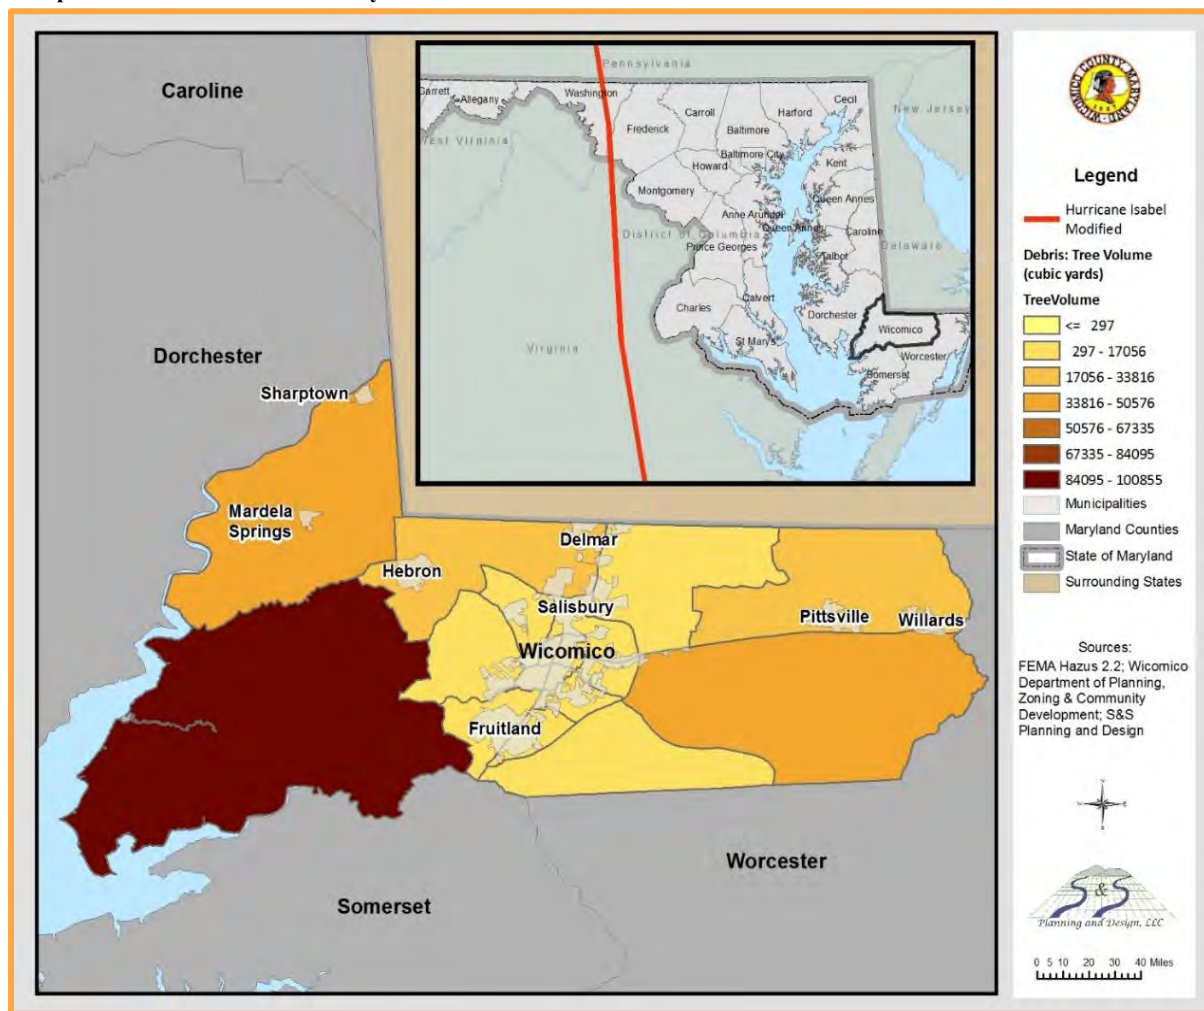 Caroline
Dorchester
Sharptown
Mardela
Springs
Hebron
Delmar
Salisbury
Wicomico
Fruitland
Pittsville
Willards
Worcester
Somerset
Pennsylvania
New Jersey
West Virginia
Virginia
District of Columbia
Delaware
Allegany
Washington
Frederick
Carroll
Baltimore
Harford
Cecil
Baltimore City
Howard
Kent
Montgomery
Anne Arundel
Queen Annes
Queen Annes
Caroline
Prince Georges
Talbot
Charles
Calvert
Dorchester
St Marys
Wicomico
Worcester
Somerset
WICOMICO COUNTY, MARYLAND
Legend
Hurricane Isabel
Modified
Debris: Tree Volume
(cubic yards)
TreeVolume
<= 297
297 - 17056
17056 - 33816
33816 - 50576
50576 - 67335
67335 - 84095
84095 - 100855
Municipalities
Maryland Counties
State of Maryland
Surrounding States
Sources:
FEMA Hazus 2.2; Wicomico
Department of Planning,
Zoning & Community
Development; S&S
Planning and Design
N
W E
S
S & S
Planning and Design, LLC
0 5 10 20 30 40 Miles